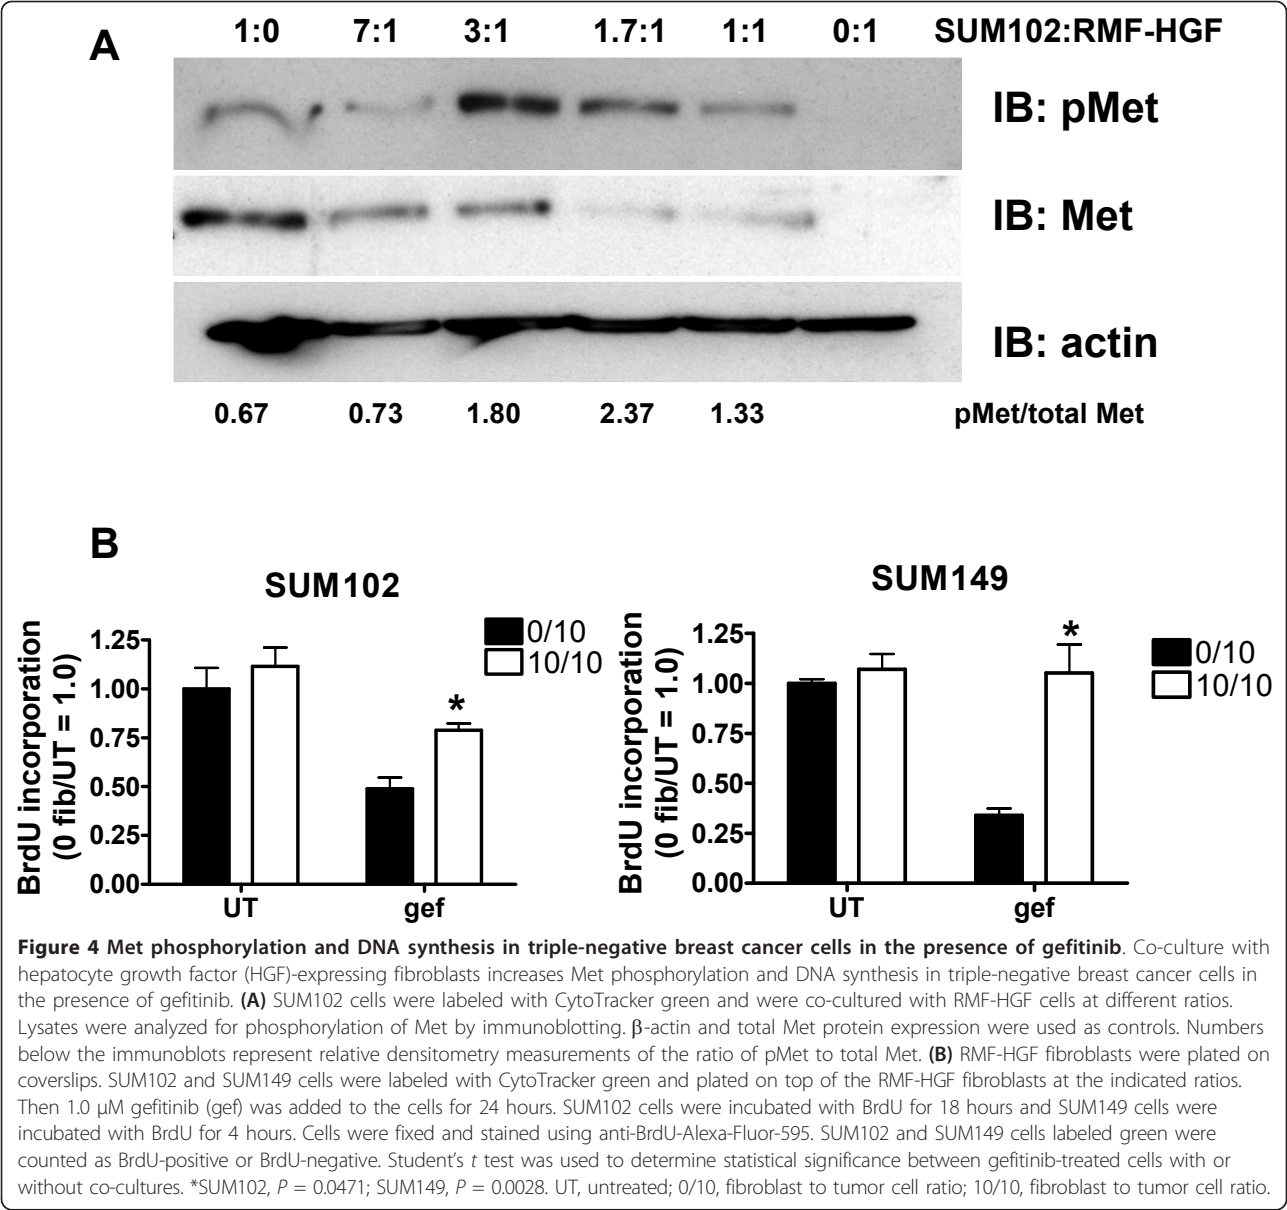 A
1:0 7:1 3:1 1.7:1 1:1 0:1 SUM102:RMF-HGF
IB: pMet
IB: Met
IB: actin
0.67 0.73 1.80 2.37 1.33 pMet/total Met
B
SUM102
BrdU incorporation
(0 fib/UT = 1.0)
1.25
1.00
0.75
0.50
0.25
0.00
UT gef
*
0/10
10/10
SUM149
BrdU incorporation
(0 fib/UT = 1.0)
1.25
1.00
0.75
0.50
0.25
0.00
UT gef
*
0/10
10/10
Figure 4 Met phosphorylation and DNA synthesis in triple-negative breast cancer cells in the presence of gefitinib. Co-culture with
hepatocyte growth factor (HGF)-expressing fibroblasts increases Met phosphorylation and DNA synthesis in triple-negative breast cancer cells in
the presence of gefitinib. (A) SUM102 cells were labeled with CytoTracker green and were co-cultured with RMF-HGF cells at different ratios.
Lysates were analyzed for phosphorylation of Met by immunoblotting. β-actin and total Met protein expression were used as controls. Numbers
below the immunoblots represent relative densitometry measurements of the ratio of pMet to total Met. (B) RMF-HGF fibroblasts were plated on
coverslips. SUM102 and SUM149 cells were labeled with CytoTracker green and plated on top of the RMF-HGF fibroblasts at the indicated ratios.
Then 1.0 μM gefitinib (gef) was added to the cells for 24 hours. SUM102 cells were incubated with BrdU for 18 hours and SUM149 cells were
incubated with BrdU for 4 hours. Cells were fixed and stained using anti-BrdU-Alexa-Fluor-595. SUM102 and SUM149 cells labeled green were
counted as BrdU-positive or BrdU-negative. Student's t test was used to determine statistical significance between gefitinib-treated cells with or
without co-cultures. *SUM102, P = 0.0471; SUM149, P = 0.0028. UT, untreated; 0/10, fibroblast to tumor cell ratio; 10/10, fibroblast to tumor cell ratio.